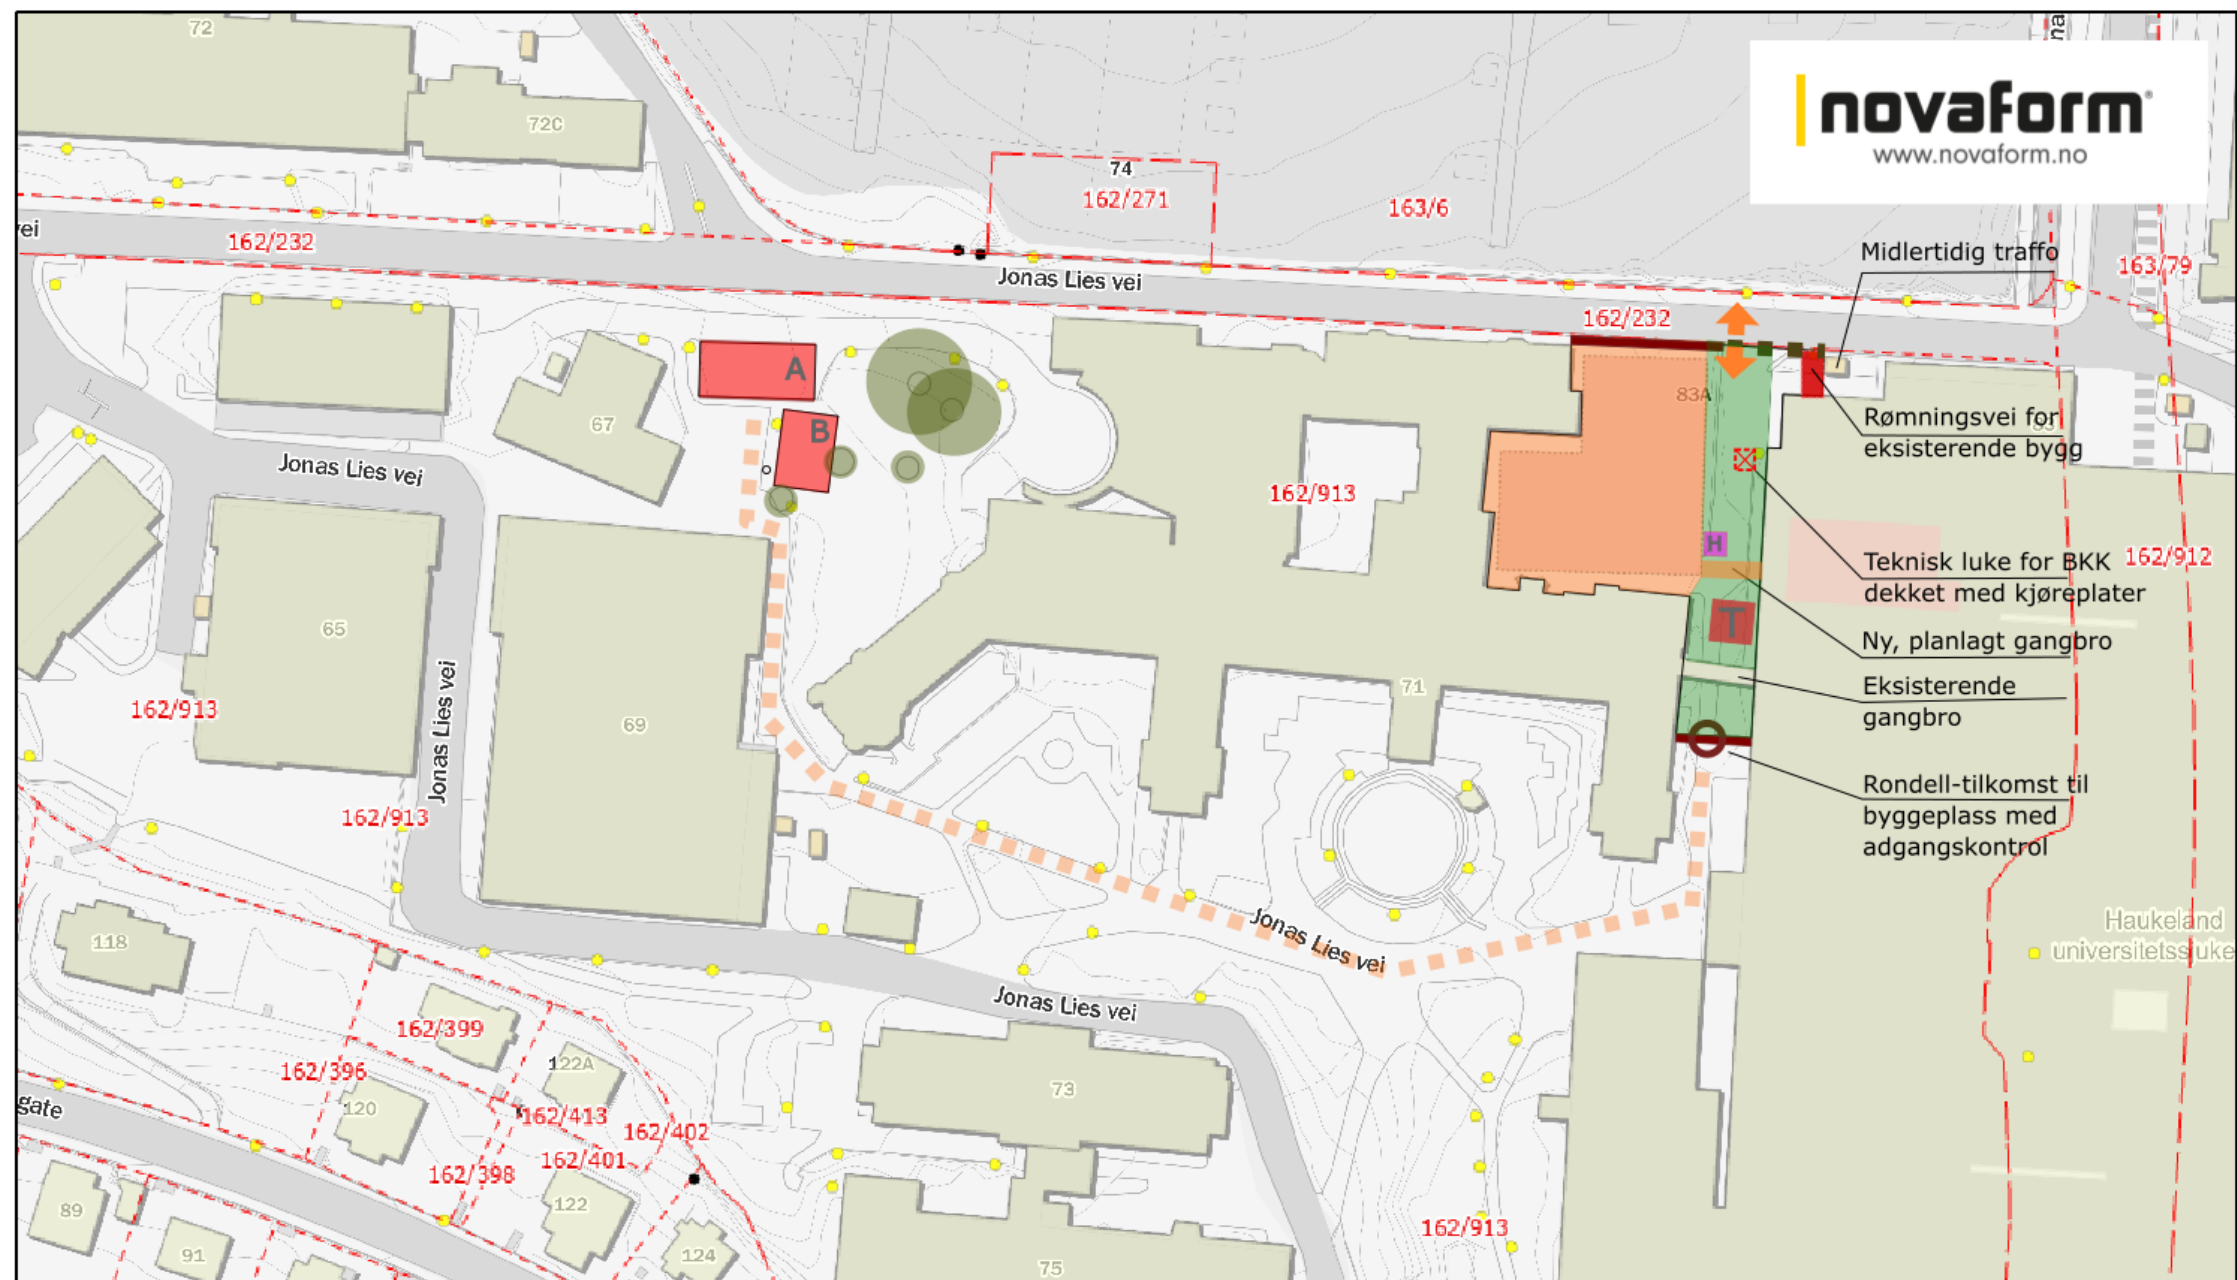 72
72C
novaform
www.novaform.no
74
162/271
163/6
162/232
Jonas Lies vei
Midlertidig traffo
163/79
162/232
A
83A
Rømningsvei for
eksisterende bygg
B
67
Jonas Lies vei
162/913
H
Teknisk luke for BKK
dekket med kjøreplater
162/912
T
65
Ny, planlagt gangbro
Jonas Lies vei
162/913
69
71
Eksisterende
gangbro
162/913
Rondell-tilkomst til
byggeplass med
adgangskontrol
118
Jonas Lies vei
Haukeland
Jonas Lies vei
162/399
122A
162/396
120
gate
162/413
162/402
73
162/401
162/398
122
89
91
124
162/913
75